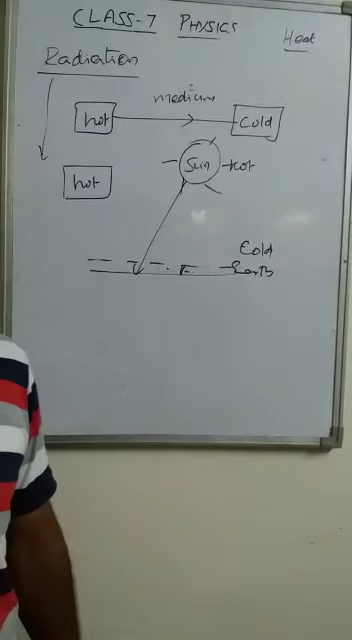 CLASS-7 PHYSICS
Heat
Radiation
medium
hot Cold
Sun hot
hot
Cold
Earth